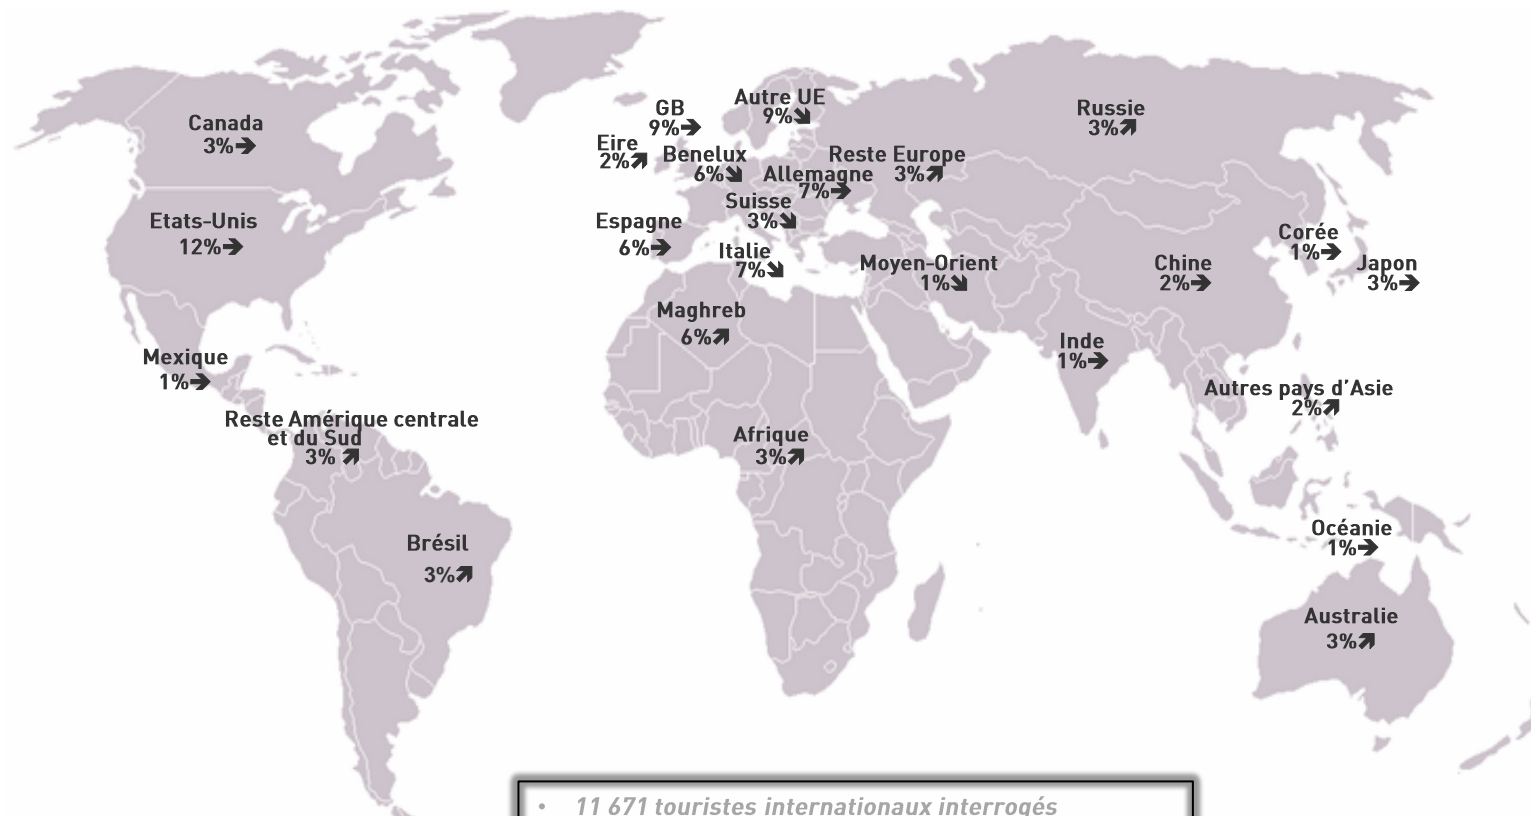 Canada
3%
Etats-Unis
12%
Mexique
1%
Reste Amérique centrale
et du Sud
3%
Brésil
3%
GB
9%
Eire
2%
Autre UE
9%
Benelux
6%
Allemagne
7%
Reste Europe
3%
Suisse
3%
Espagne
6%
Italie
7%
Moyen-Orient
1%
Maghreb
6%
Afrique
3%
Russie
3%
Corée
1%
Japon
3%
Chine
2%
Inde
1%
Autres pays d'Asie
2%
Océanie
1%
Australie
3%
• 11 671 touristes internationaux interrogés